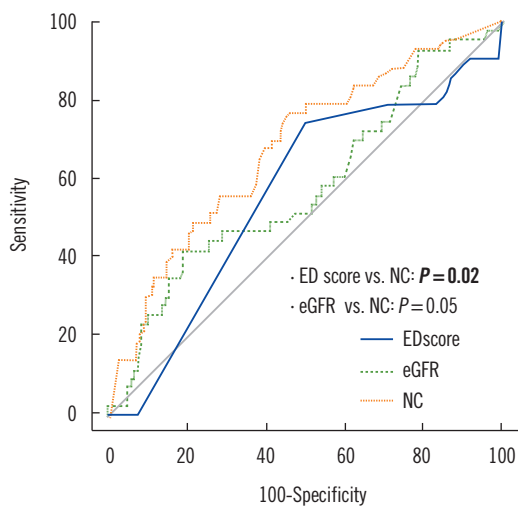 100
80
60
40
20
0
Sensitivity
· ED score vs. NC: P=0.02
· eGFR vs. NC: P=0.05
EDscore
eGFR
NC
0 20 40 60 80 100
100-Specificity